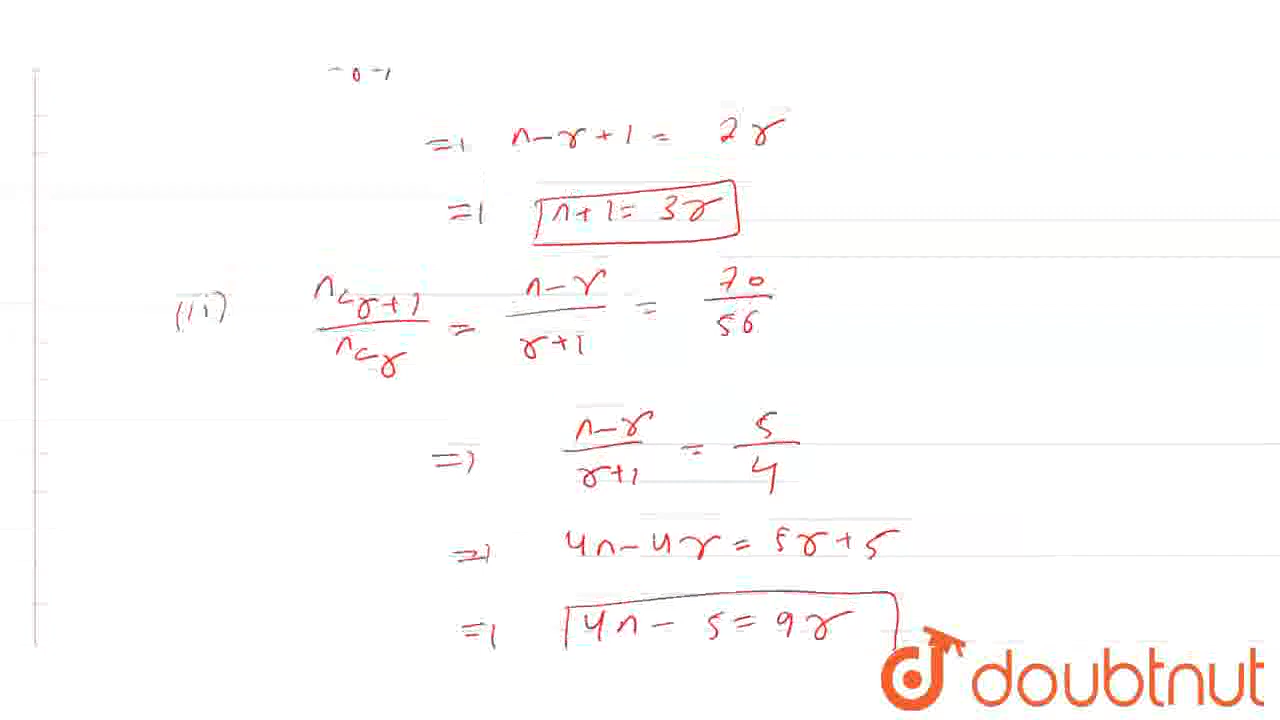 => n-r+1 = 2r
=> n+1 = 3r
(ii) nCr+1/nCr = n-r/r+1 = 70/56
=> n-r/r+1 = 5/4
=> 4n-4r = 5r+5
=> 4n-5 = 9r
doubtnut